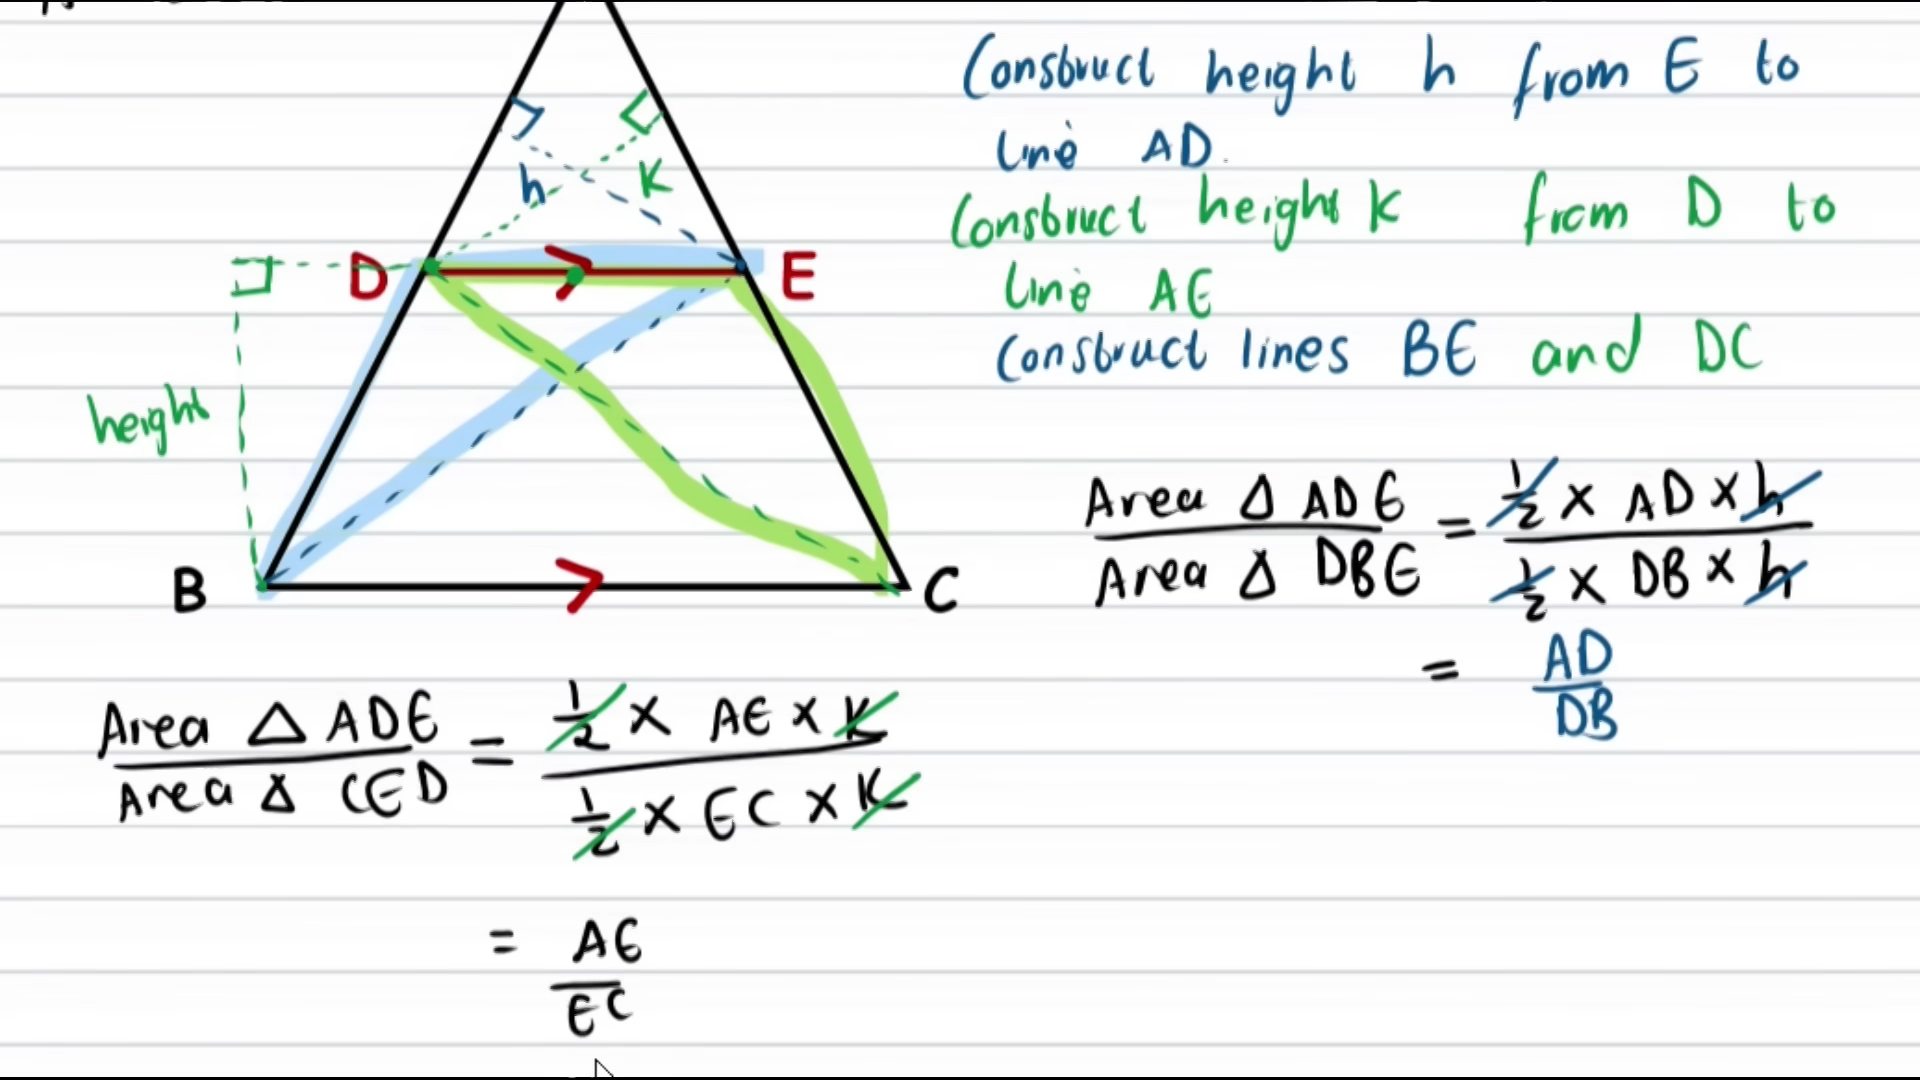 Construct height h from E to
line AD.
Construct height k from D to
line AE
Construct lines BE and DC
h
k
D
E
height
B
C
Area Δ ADE = 1/2 × AD × h
Area Δ DBE 1/2 × DB × h
= AD
DB
Area Δ ADE = 1/2 × AE × k
Area Δ CED 1/2 × EC × k
= AE
EC